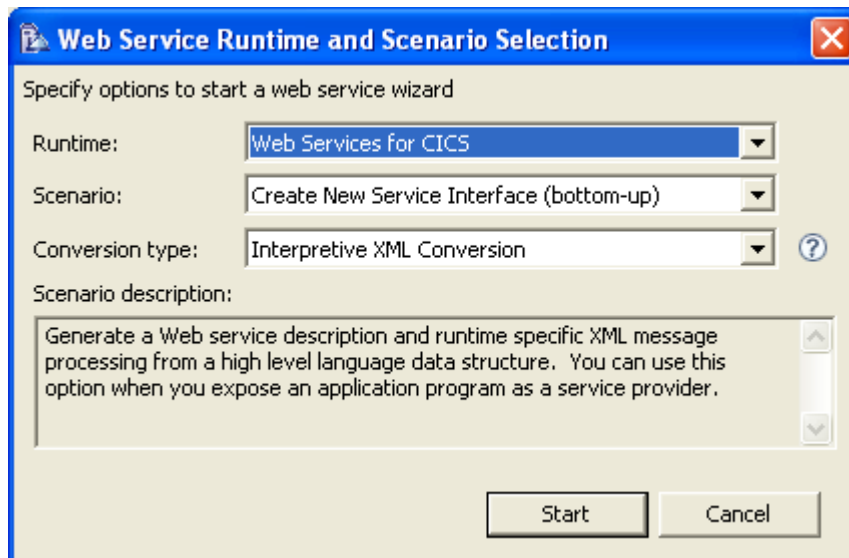 Web Service Runtime and Scenario Selection
Specify options to start a web service wizard
Runtime: Web Services for CICS
Scenario: Create New Service Interface (bottom-up)
Conversion type: Interpretive XML Conversion ?
Scenario description:
Generate a Web service description and runtime specific XML message
processing from a high level language data structure.  You can use this
option when you expose an application program as a service provider.
Start Cancel